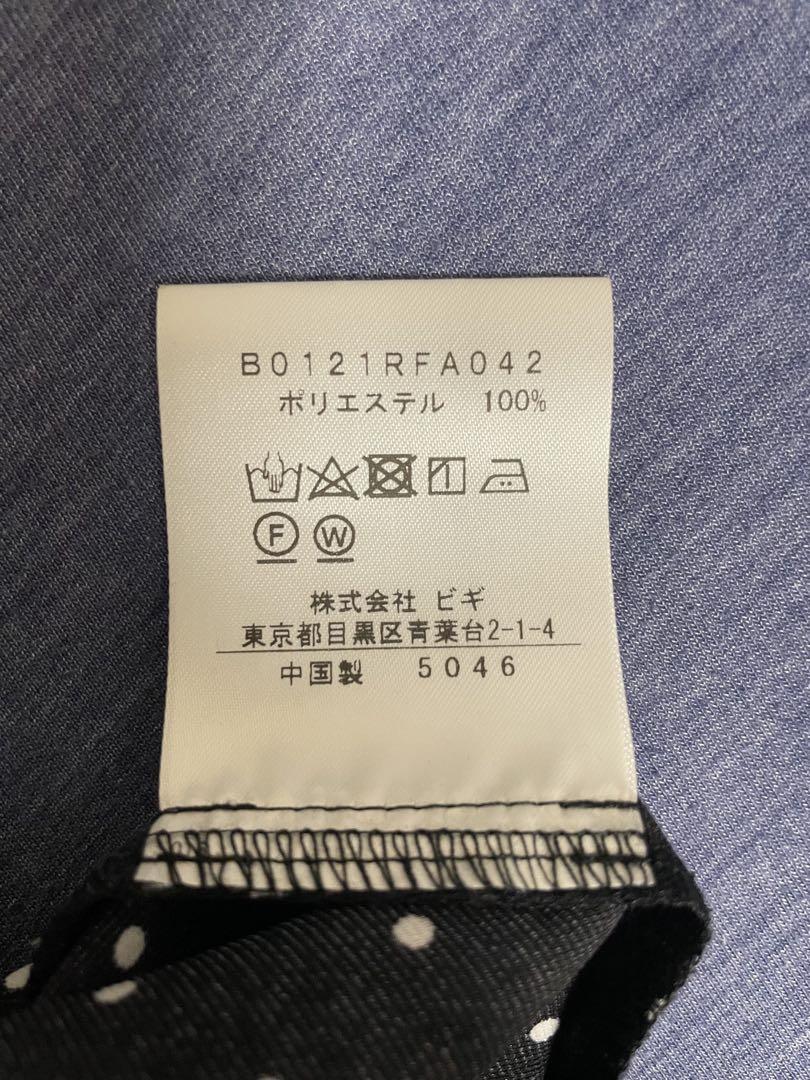 B0121RFA042
ポリエステル 100%
F W
株式会社 ビギ
東京都目黒区青葉台2-1-4
中国製 5046